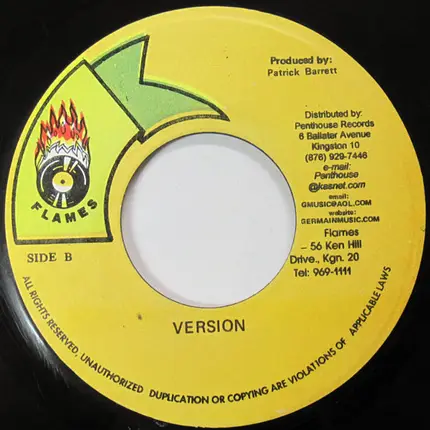 Produced by:
Patrick Barrett
Distributed by:
Penthouse Records
6 Ballater Avenue
Kingston 10
(876) 929-7446
e-mail:
Penthouse
@kasnet.com
email:
GMUSIC@AOL.COM
website:
GERMAINMUSIC.COM
Flames
– 56 Ken Hill
Drive., Kgn. 20
Tel: 969-1111
FLAMES
SIDE B
VERSION
ALL RIGHTS RESERVED, UNAUTHORIZED DUPLICATION OR COPYING ARE VIOLATIONS OF APPLICABLE LAWS